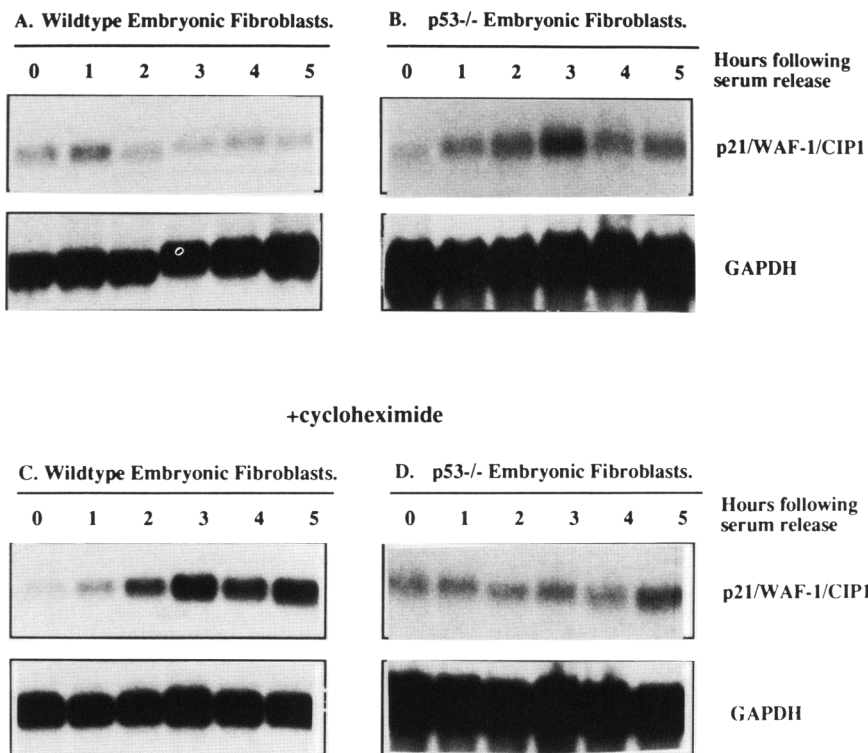 A. Wildtype Embryonic Fibroblasts.
B. p53-/- Embryonic Fibroblasts.
0 1 2 3 4 5
0 1 2 3 4 5
Hours following
serum release
p21/WAF-1/CIP1
GAPDH
+cycloheximide
C. Wildtype Embryonic Fibroblasts.
D. p53-/- Embryonic Fibroblasts.
0 1 2 3 4 5
0 1 2 3 4 5
Hours following
serum release
p21/WAF-1/CIP1
GAPDH